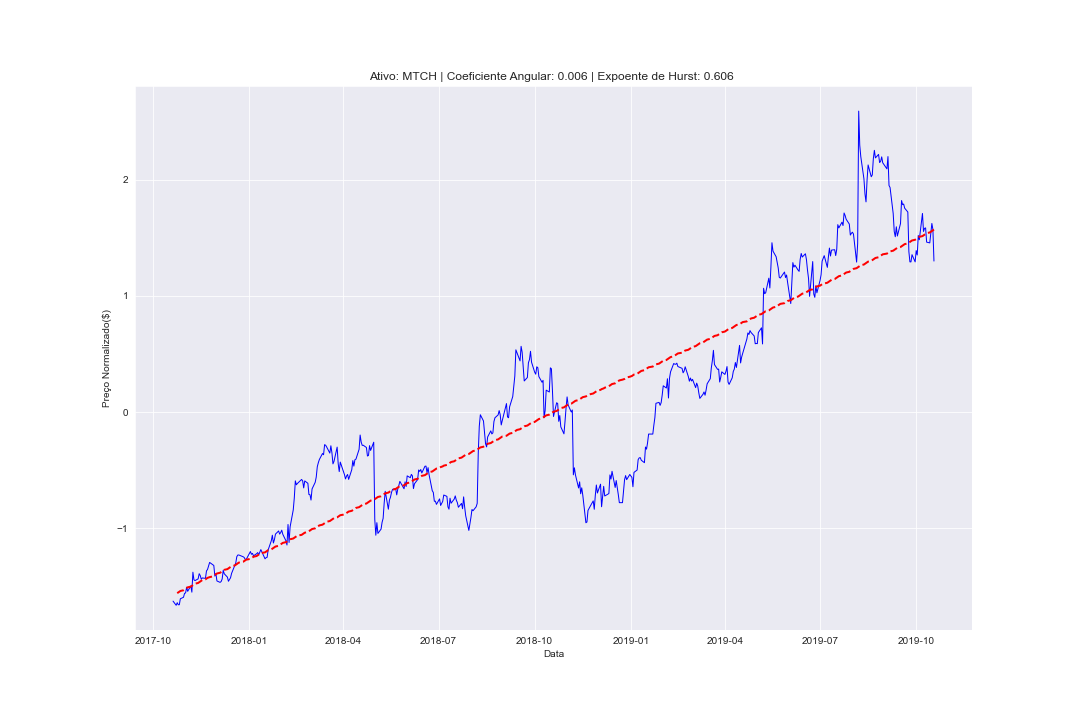 Ativo: MTCH | Coeficiente Angular: 0.006 | Expoente de Hurst: 0.606
Preço Normalizado($)
2
1
0
−1
2017-10 2018-01 2018-04 2018-07 2018-10 2019-01 2019-04 2019-07 2019-10
Data